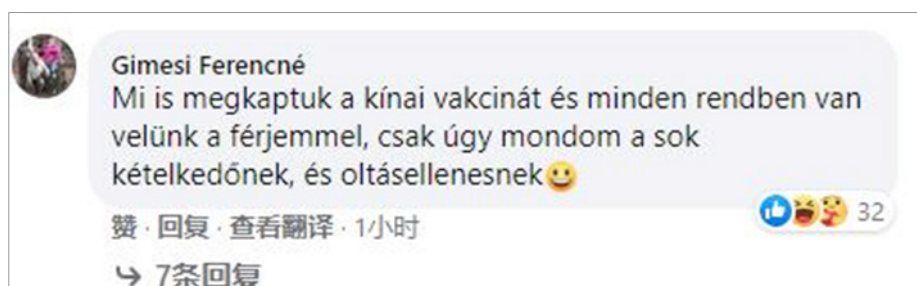 Gimesi Ferencné
Mi is megkaptuk a kínai vakcinát és minden rendben van
velünk a férjemmel, csak úgy mondom a sok
kételkedőnek, és oltásellenesnek😀
赞 · 回复 · 查看翻译 · 1小时
32
7条回复